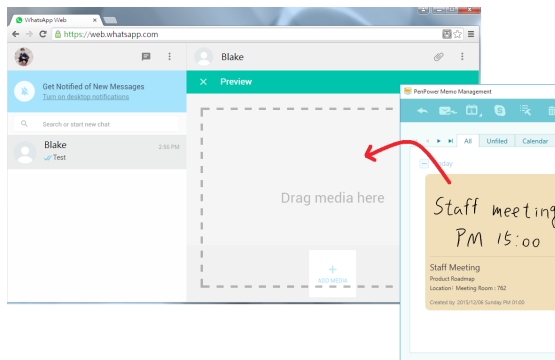 WhatsApp Web
https://web.whatsapp.com
Blake
Get Notified of New Messages
Turn on desktop notifications
Preview
Search or start new chat
Blake
3:56 PM
Test
Drag media here
ADD MEDIA
PenPower Memo Management
All
Unfiled
Calendar
Staff meeting
PM 15:00
Staff Meeting
Product Roadmap
Location: Meeting Room : 762
Created by 2015/12/06 Sunday PM 01:00